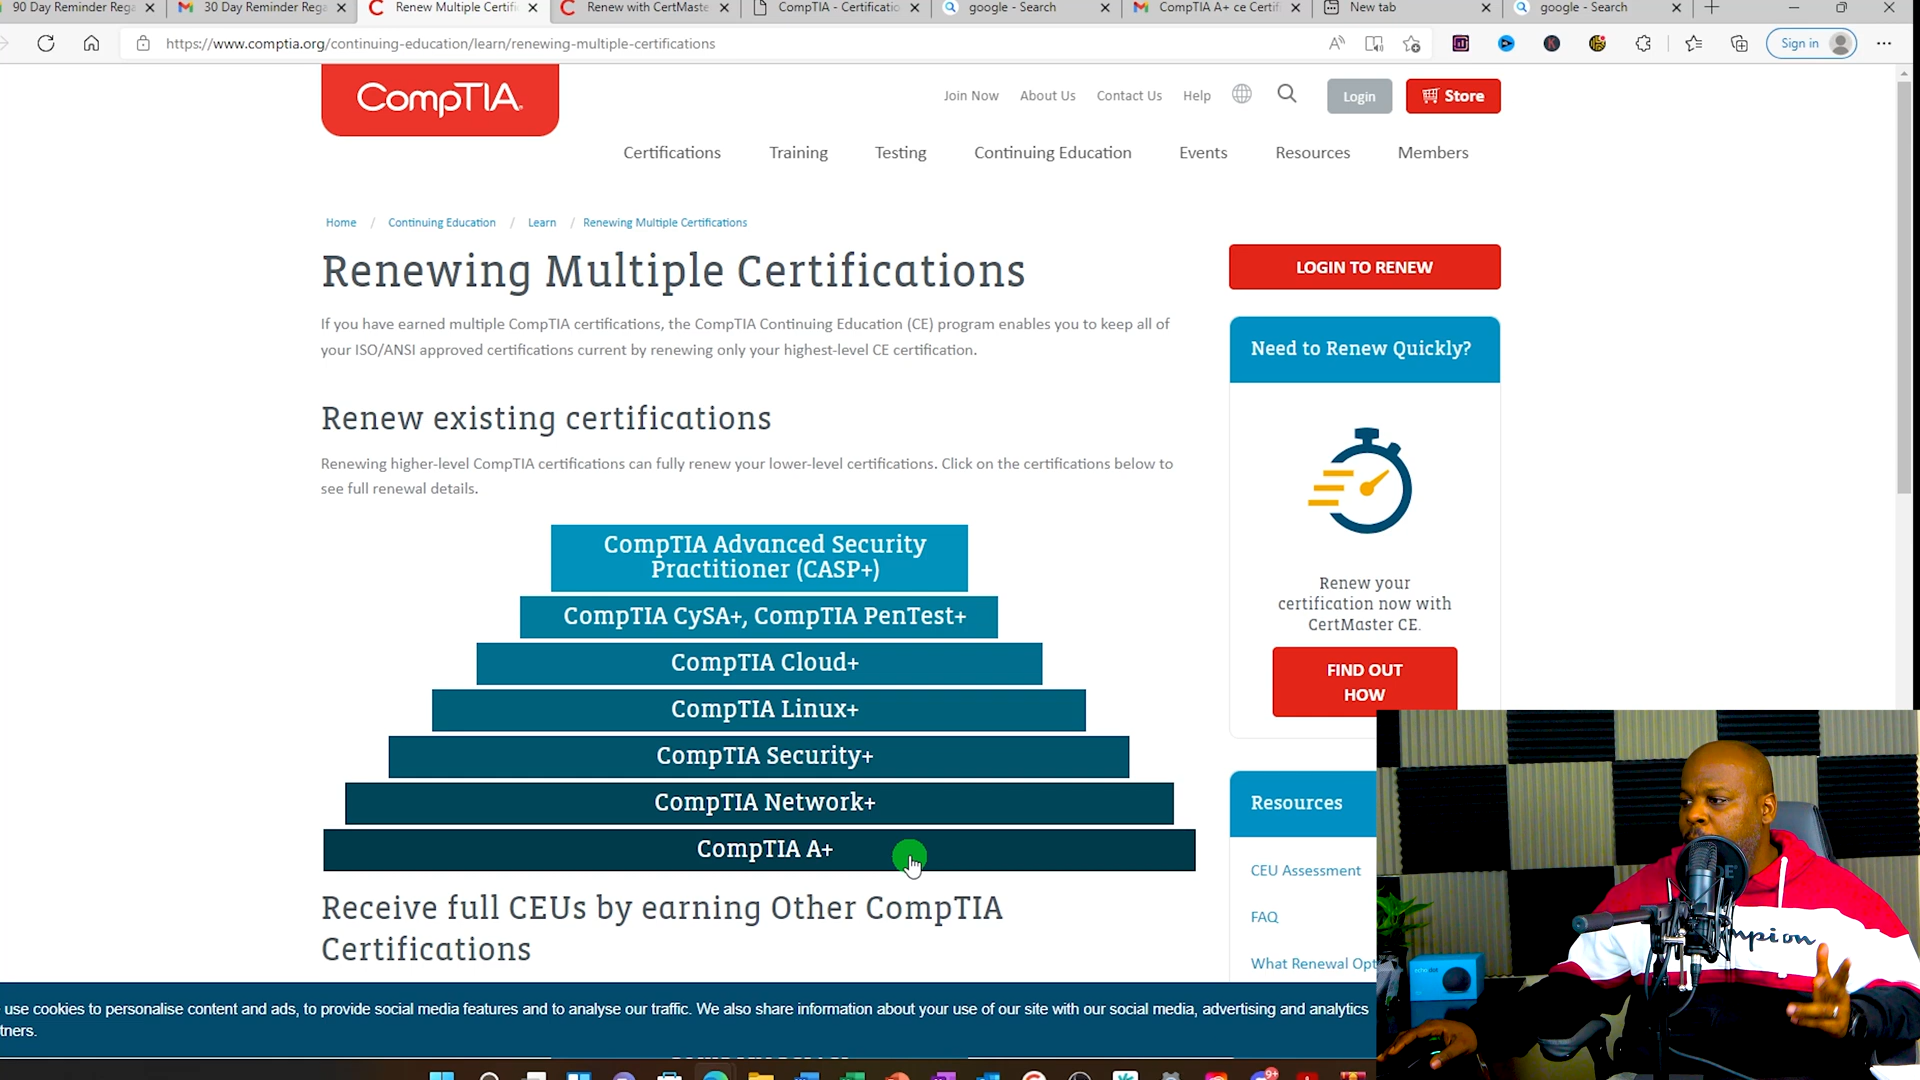 90 Day Reminder Rega
30 Day Reminder Rega
Renew Multiple Certifi
Renew with CertMaste
CompTIA - Certificatio
google - Search
CompTIA A+ ce Certif
New tab
google - Search
https://www.comptia.org/continuing-education/learn/renewing-multiple-certifications
Sign in
CompTIA.
Join Now
About Us
Contact Us
Help
Login
Store
Certifications
Training
Testing
Continuing Education
Events
Resources
Members
Home / Continuing Education / Learn / Renewing Multiple Certifications
Renewing Multiple Certifications
If you have earned multiple CompTIA certifications, the CompTIA Continuing Education (CE) program enables you to keep all of
your ISO/ANSI approved certifications current by renewing only your highest-level CE certification.
Renew existing certifications
Renewing higher-level CompTIA certifications can fully renew your lower-level certifications. Click on the certifications below to
see full renewal details.
CompTIA Advanced Security
Practitioner (CASP+)
CompTIA CySA+, CompTIA PenTest+
CompTIA Cloud+
CompTIA Linux+
CompTIA Security+
CompTIA Network+
CompTIA A+
Receive full CEUs by earning Other CompTIA
Certifications
LOGIN TO RENEW
Need to Renew Quickly?
Renew your
certification now with
CertMaster CE.
FIND OUT
HOW
Resources
CEU Assessment
FAQ
What Renewal Opt
use cookies to personalise content and ads, to provide social media features and to analyse our traffic. We also share information about your use of our site with our social media, advertising and analytics
tners.
mpion
echo dot
9+